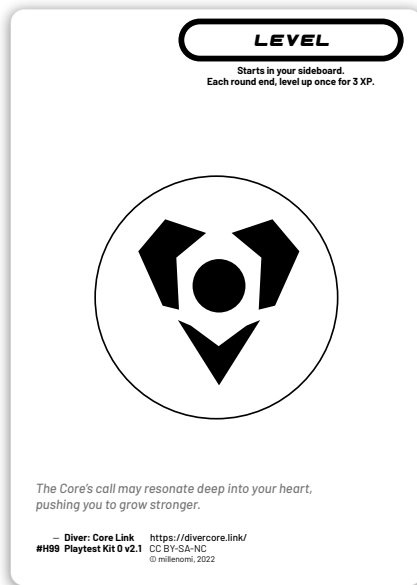 LEVEL
Starts in your sideboard.
Each round end, level up once for 3 XP.
The Core's call may resonate deep into your heart,
pushing you to grow stronger.
— Diver: Core Link https://divercore.link/
#H99 Playtest Kit 0 v2.1 CC BY-SA-NC
© millenomi, 2022